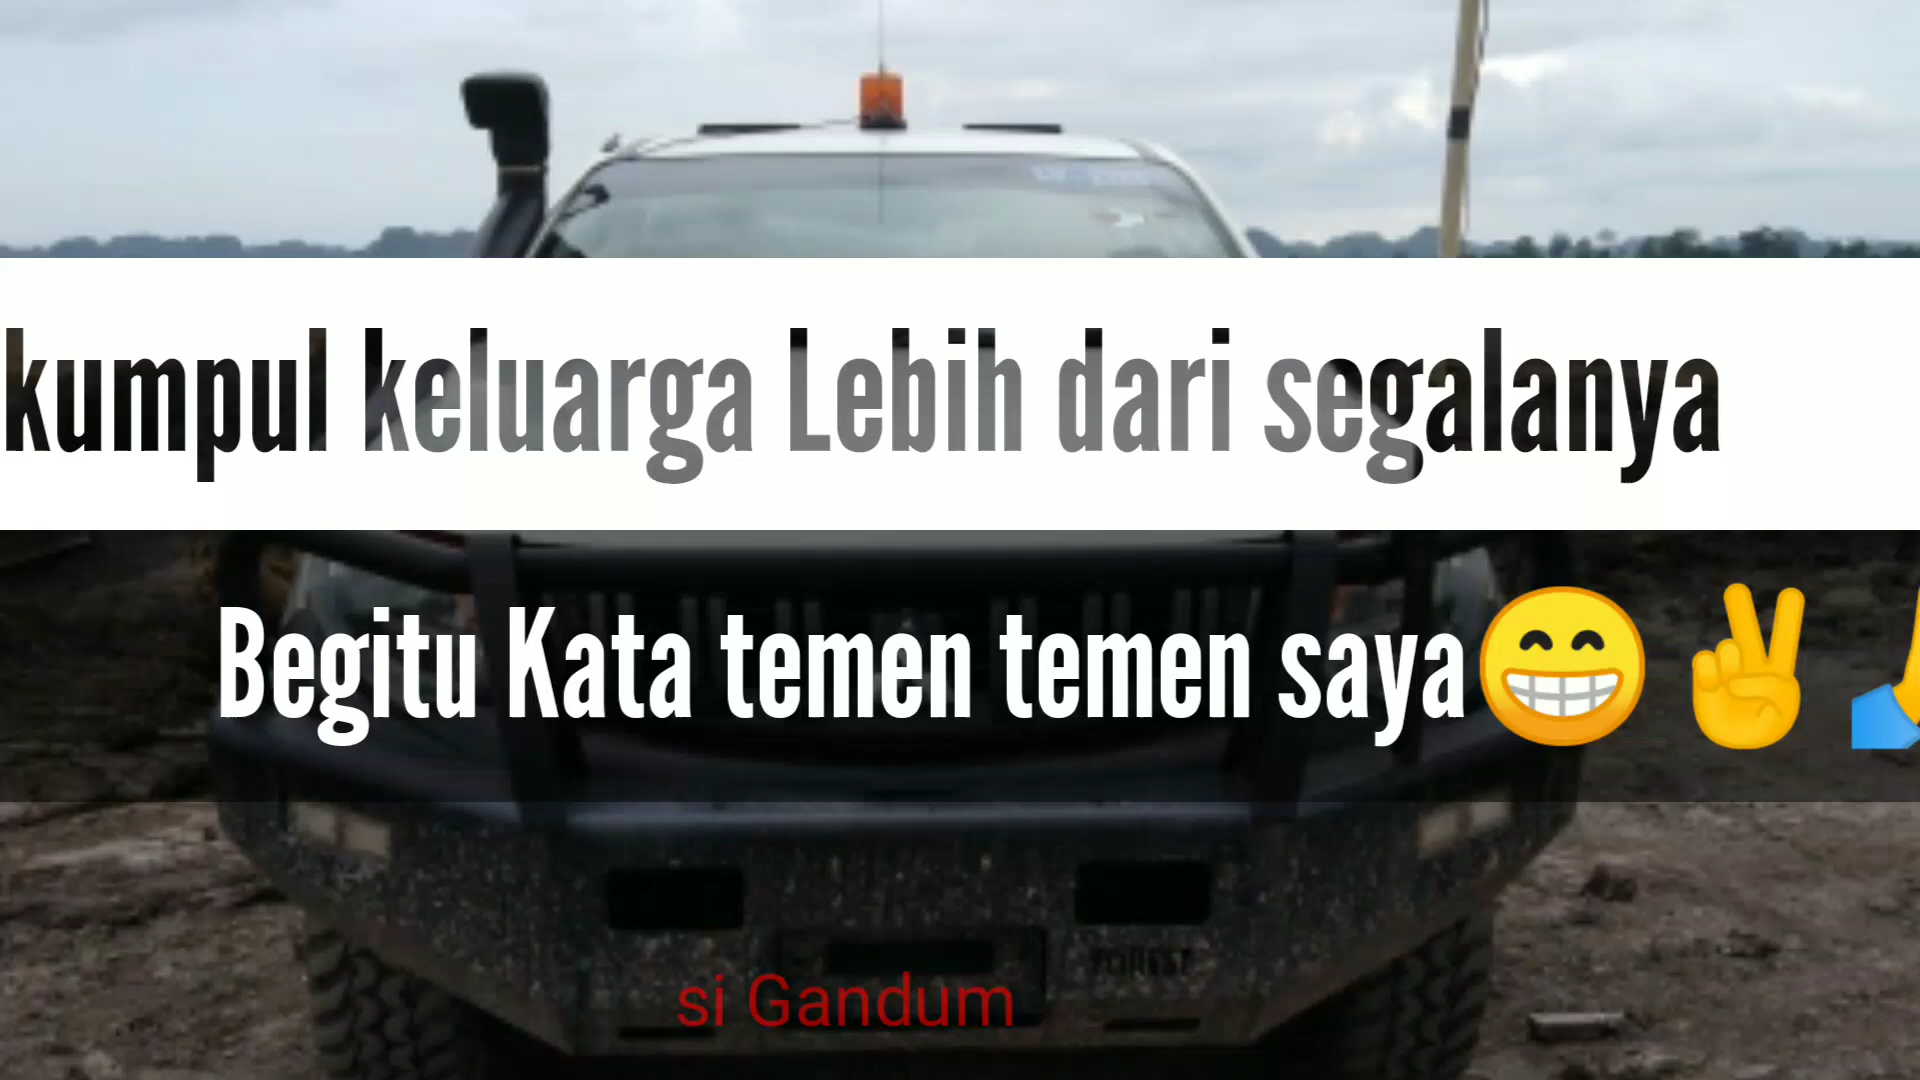 kumpul keluarga Lebih dari segalanya
Begitu Kata temen temen saya😁✌
si Gandum